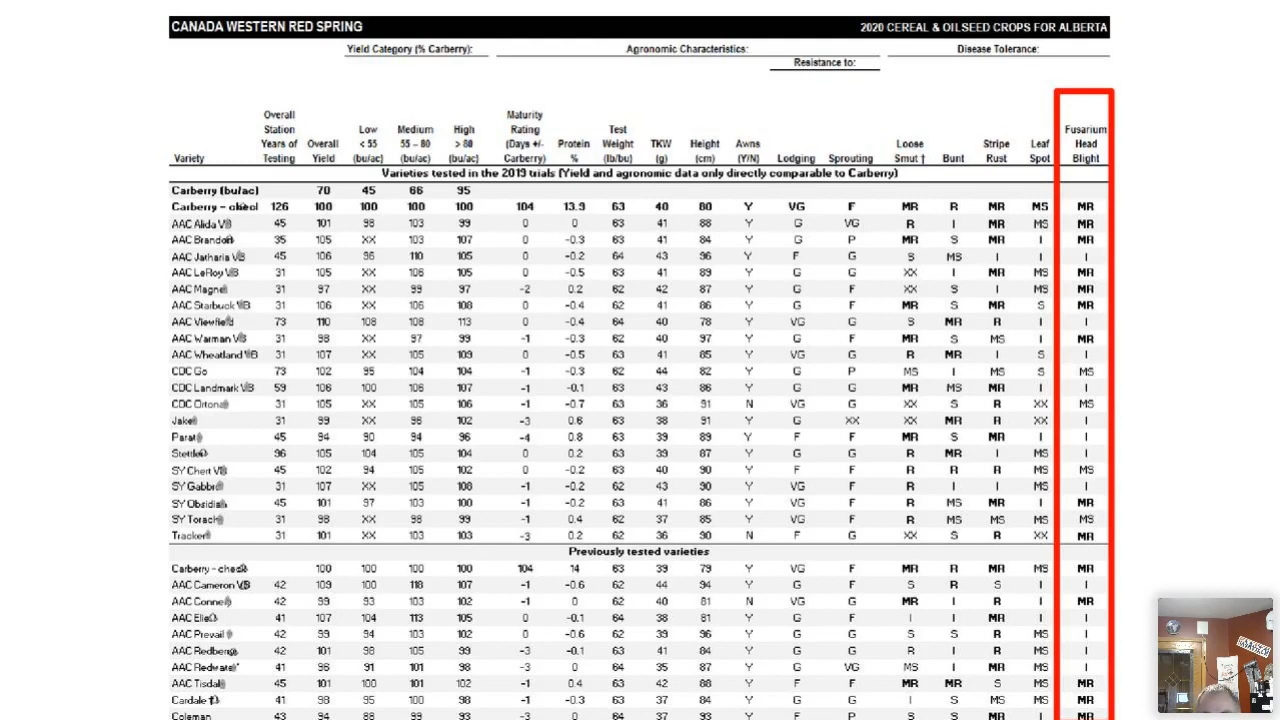 CANADA WESTERN RED SPRING 2020 CEREAL & OILSEED CROPS FOR ALBERTA
Yield Category (% Carberry): Agronomic Characteristics: Disease Tolerance:
Resistance to:
Overall Maturity
Station Low Medium High Rating Test Fusarium
Years of Overall < 55 55 – 80 > 80 (Days +/- Protein Weight TKW Height Awns Loose Stripe Leaf Head
Variety Testing Yield (bu/ac) (bu/ac) (bu/ac) Carberry) % (lb/bu) (g) (cm) (Y/N) Lodging Sprouting Smut † Bunt Rust Spot Blight
Varieties tested in the 2019 trials (Yield and agronomic data only directly comparable to Carberry)
Carberry (bu/ac) 70 45 66 95
Carberry – check 126 100 100 100 100 104 13.9 63 40 80 Y VG F MR R MR MS MR
AAC Alida VB 45 101 98 103 99 0 0 63 41 88 Y G VG R I MR MS MR
AAC Brandon 35 105 XX 103 107 0 -0.3 63 41 84 Y G P MR S MR I MR
AAC Jatharia VB 45 106 96 110 105 0 -0.2 64 43 96 Y F G S MS I I I
AAC LeRoy VB 31 105 XX 106 105 0 -0.5 63 41 89 Y G G XX I MR MS MR
AAC Magnet 31 97 XX 99 97 -2 0.2 62 42 87 Y G F XX S I MS MR
AAC Starbuck VB 31 106 XX 106 108 0 -0.4 62 41 86 Y G F MR S MR S MR
AAC Viewfield 73 110 108 108 113 0 -0.4 64 40 78 Y VG G S MR R I I
AAC Warman VB 31 98 XX 97 99 -1 -0.3 62 40 97 Y G F MR S MS I MR
AAC Wheatland VB 31 107 XX 105 109 0 -0.5 63 41 85 Y VG G R MR I S I
CDC Go 73 102 95 104 104 -1 -0.3 62 44 82 Y G P MS I MS S MS
CDC Landmark VB 59 106 100 106 107 -1 -0.1 63 43 86 Y G G MR MS MR I I
CDC Ortona 31 105 XX 105 106 -1 -0.7 63 36 91 N VG G XX S R XX MS
Jake 31 99 XX 96 102 -3 0.6 63 38 91 Y G XX XX MR R XX I
Parata 45 94 90 94 96 -4 0.8 63 39 89 Y F F MR S MR I I
Stettler 96 105 104 105 104 0 0.2 63 39 87 Y G G R MR I MS I
SY Chert VB 45 102 94 105 102 0 -0.2 63 40 90 Y F F R R R MS MS
SY Gabbro 31 107 XX 105 108 -1 -0.2 62 43 90 Y VG F R I I MS I
SY Obsidian 45 101 97 103 100 -1 -0.2 63 41 86 Y VG F R MS MR I MR
SY Torach 31 98 XX 98 99 -1 0.4 62 37 85 Y VG F R MS MS MS MS
Tracker 31 101 XX 103 103 -3 0.2 62 36 90 N F G XX S R XX MR
Previously tested varieties
Carberry – check 100 100 100 100 104 14 63 39 79 Y VG F MR R MR MS MR
AAC Cameron VB 42 109 100 118 107 -1 -0.6 62 44 94 Y G F S R S I I
AAC Connery 42 99 93 103 102 -1 0 62 40 81 N VG G MR I R I MR
AAC Elie 41 107 104 113 105 0 -0.1 64 38 81 Y G F I I MR I I
AAC Prevail 42 99 94 103 102 0 -0.6 62 39 96 Y G G S S R MS I
AAC Redberry 42 101 98 105 99 -3 -0.1 63 41 84 Y G F R I R MS I
AAC Redwater 41 96 91 101 98 -3 0 64 35 87 Y G VG MS I MR MS I
AAC Tisdale 45 101 100 101 102 -1 0.4 63 42 88 Y F F MR MR S MS MR
Cardale 41 98 95 100 98 -1 -0.3 63 37 84 Y G F I S MS MS MR
Coleman 43 94 88 99 93 -3 0 64 37 93 Y F P S S MR I MR